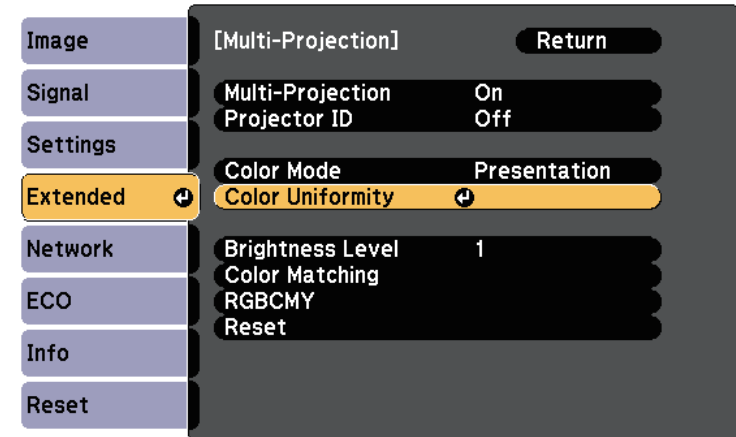 Image
Signal
Settings
Extended
Network
ECO
Info
Reset
[Multi-Projection] Return
Multi-Projection On
Projector ID Off
Color Mode Presentation
Color Uniformity
Brightness Level 1
Color Matching
RGBCMY
Reset